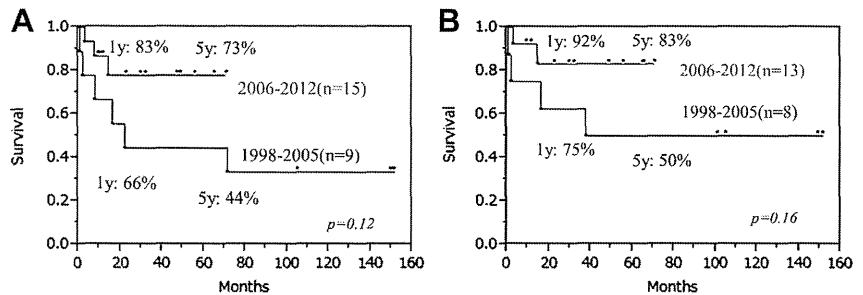 A
1y: 83%
5y: 73%
2006-2012(n=15)
1998-2005(n=9)
1y: 66%
5y: 44%
p=0.12
Survival
1.0
0.8
0.6
0.4
0.2
0.0
0 20 40 60 80 100 120 140 160
Months
B
1y: 92%
5y: 83%
2006-2012(n=13)
1998-2005(n=8)
1y: 75%
5y: 50%
p=0.16
Survival
1.0
0.8
0.6
0.4
0.2
0.0
0 20 40 60 80 100 120 140 160
Months